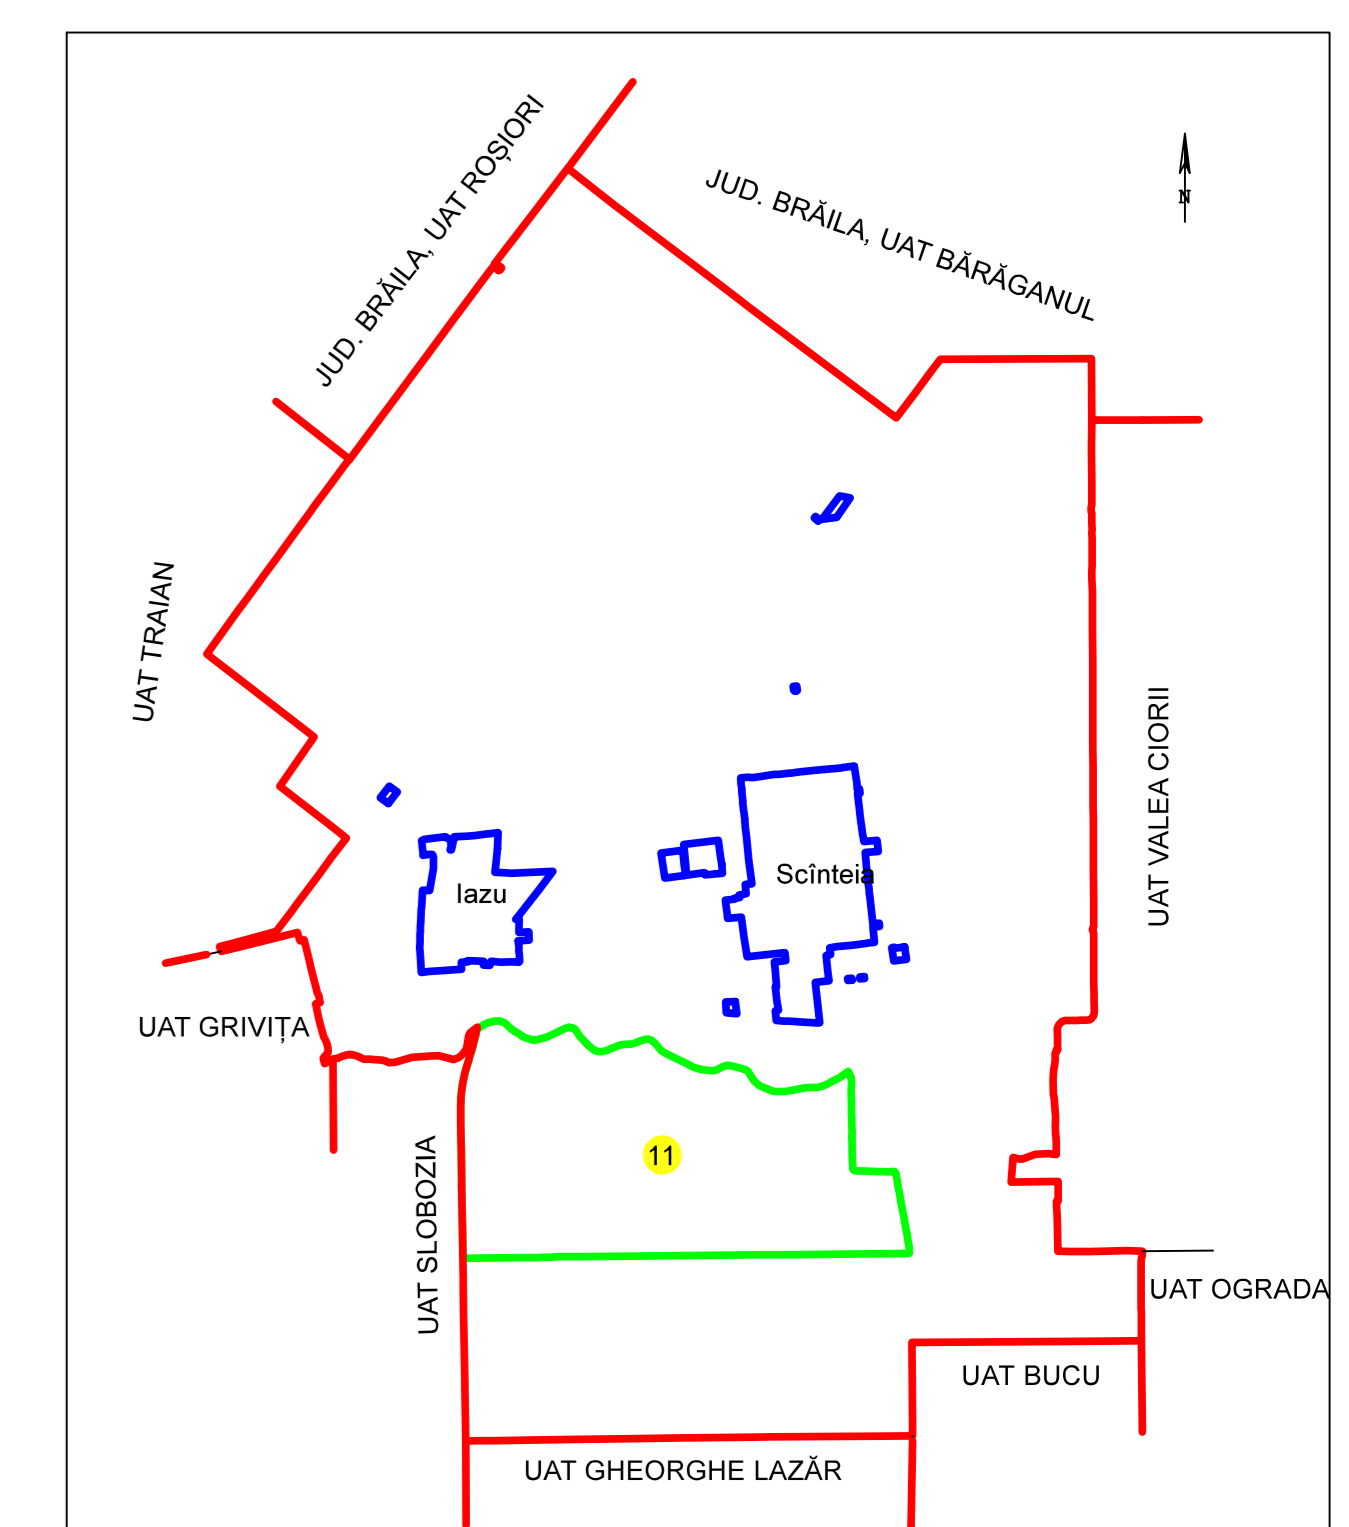 JUD. BRĂILA, UAT ROȘIORI
JUD. BRĂILA, UAT BĂRĂGANUL
N
UAT TRAIAN
UAT VALEA CIORII
Scînteia
Iazu
UAT GRIVIȚA
11
UAT SLOBOZIA
UAT OGRADA
UAT BUCU
UAT GHEORGHE LAZĂR